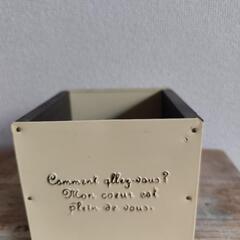 Comment allez-vous?
Mon coeur est
plein de vous.